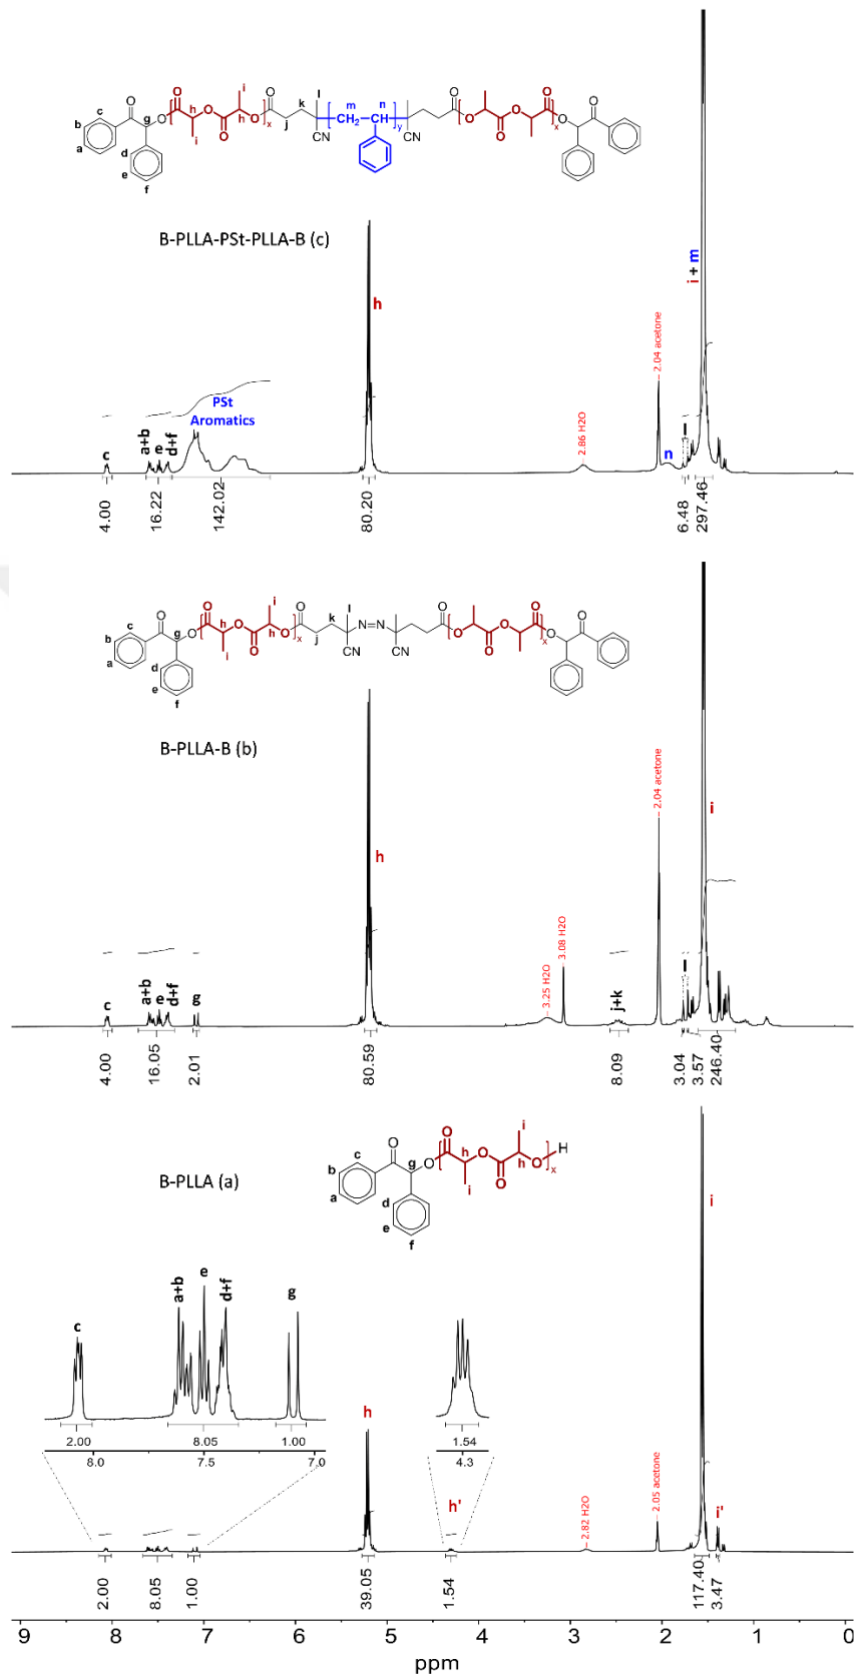 B-PLLA-PSt-PLLA-B (c)
a
b
c
d
e
f
g
O
h
i
x
j
k
l
CN
m
CH2
n
y
c
a+b
e
d+f
PSt
Aromatics
h
2.86 H2O
2.04 acetone
n
l
i + m
4.00
16.22
142.02
80.20
6.48
297.46
B-PLLA-B (b)
a
b
c
d
e
f
g
O
h
i
x
j
k
l
N=N
CN
c
a+b
e
d+f
g
h
3.25 H2O
3.08 H2O
j+k
2.04 acetone
l
i
4.00
16.05
2.01
80.59
8.09
3.04
3.57
246.40
B-PLLA (a)
a
b
c
d
e
f
g
O
h
i
x
H
c
a+b
e
d+f
g
2.00
8.05
1.00
8.0
7.5
7.0
1.54
4.3
h
h'
2.82 H2O
2.05 acetone
i
i'
2.00
8.05
1.00
39.05
1.54
117.40
3.47
9 8 7 6 5 4 3 2 1 0
ppm